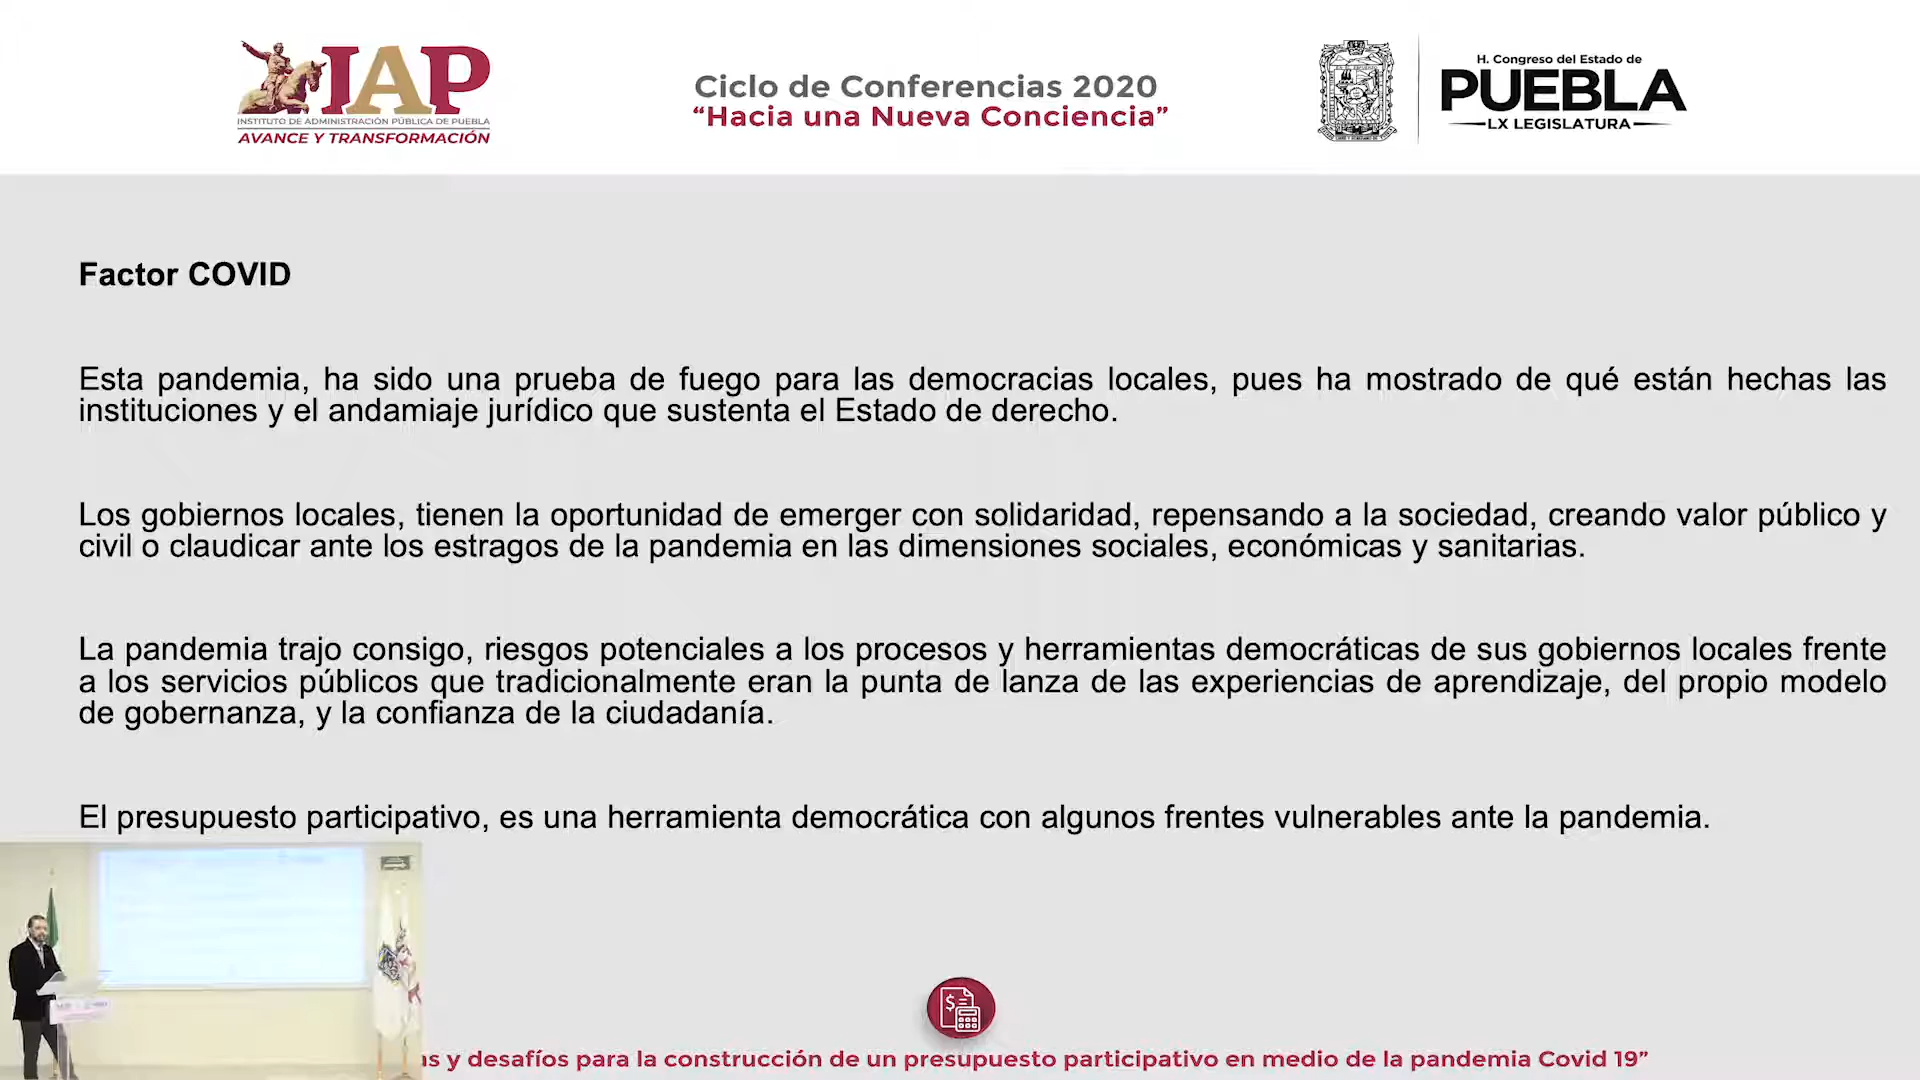 IAP
INSTITUTO DE ADMINISTRACIÓN PÚBLICA DE PUEBLA
AVANCE Y TRANSFORMACIÓN
Ciclo de Conferencias 2020
“Hacia una Nueva Conciencia”
H. Congreso del Estado de
PUEBLA
LX LEGISLATURA
Factor COVID
Esta pandemia, ha sido una prueba de fuego para las democracias locales, pues ha mostrado de qué están hechas las
instituciones y el andamiaje jurídico que sustenta el Estado de derecho.
Los gobiernos locales, tienen la oportunidad de emerger con solidaridad, repensando a la sociedad, creando valor público y
civil o claudicar ante los estragos de la pandemia en las dimensiones sociales, económicas y sanitarias.
La pandemia trajo consigo, riesgos potenciales a los procesos y herramientas democráticas de sus gobiernos locales frente
a los servicios públicos que tradicionalmente eran la punta de lanza de las experiencias de aprendizaje, del propio modelo
de gobernanza, y la confianza de la ciudadanía.
El presupuesto participativo, es una herramienta democrática con algunos frentes vulnerables ante la pandemia.
y desafíos para la construcción de un presupuesto participativo en medio de la pandemia Covid 19”